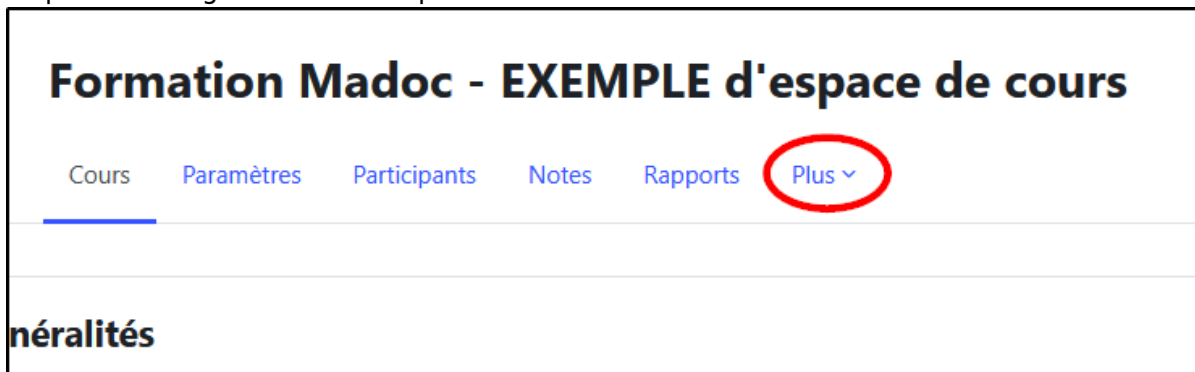 Formation Madoc - EXEMPLE d'espace de cours
Cours Paramètres Participants Notes Rapports Plus
néralités